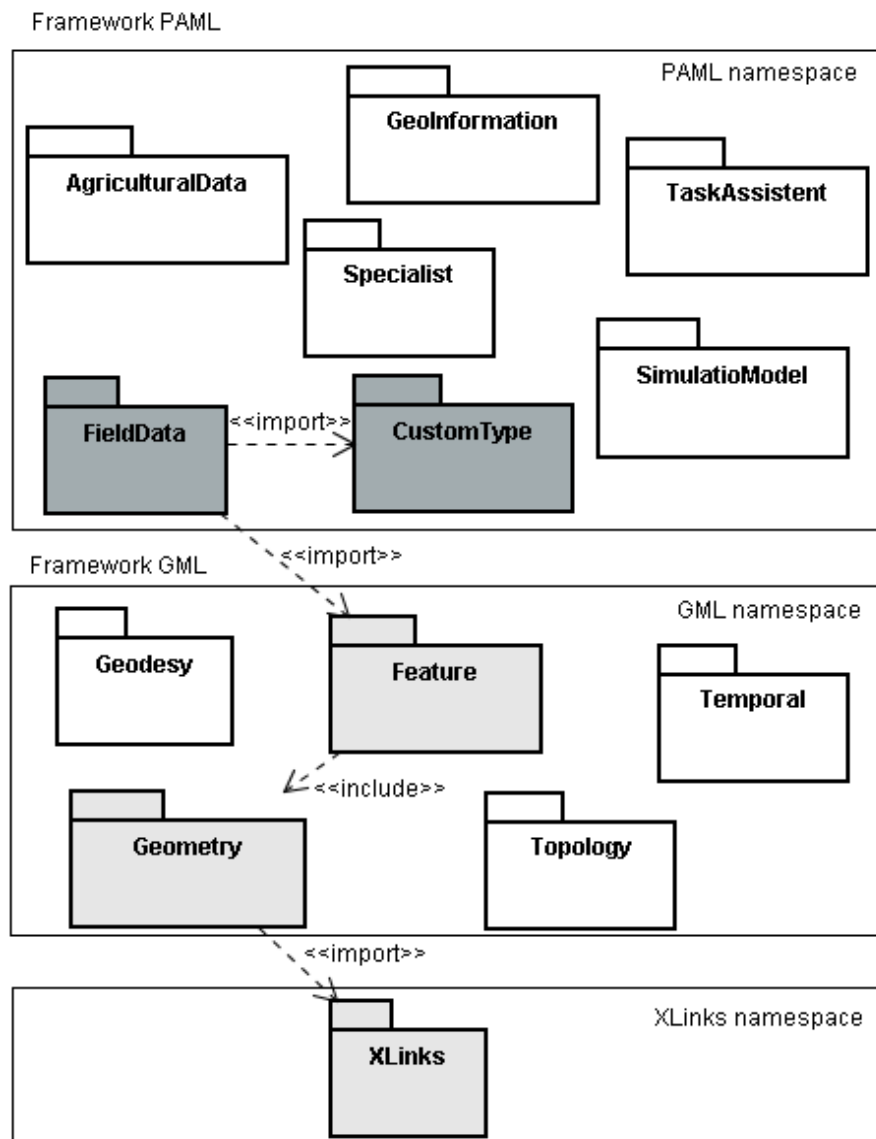 Framework PAML
PAML namespace
GeoInformation
AgriculturalData
TaskAssistent
Specialist
SimulatioModel
FieldData
<<import>>
CustomType
<<import>>
Framework GML
GML namespace
Geodesy
Feature
Temporal
<<include>>
Geometry
Topology
<<import>>
XLinks namespace
XLinks